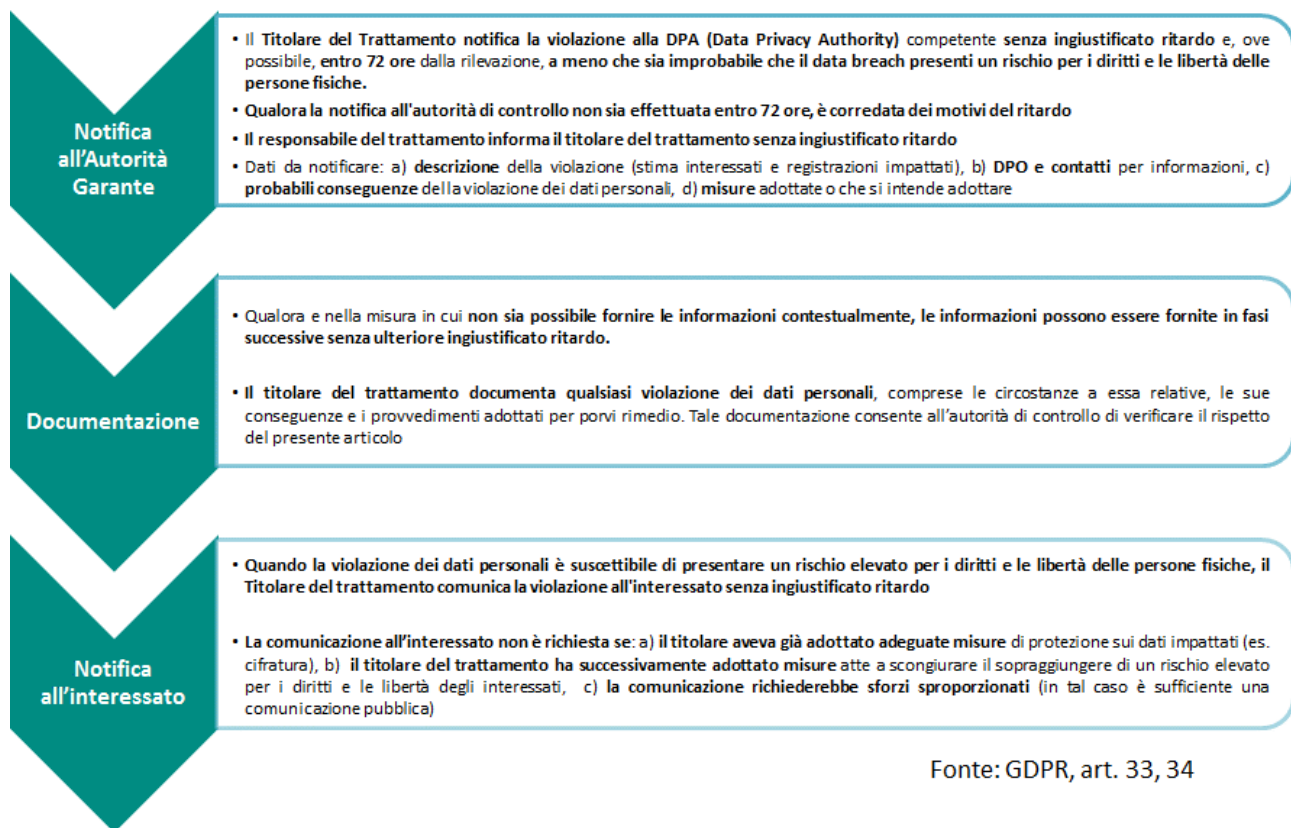 Notifica
all'Autorità
Garante
• Il Titolare del Trattamento notifica la violazione alla DPA (Data Privacy Authority) competente senza ingiustificato ritardo e, ove
possibile, entro 72 ore dalla rilevazione, a meno che sia improbabile che il data breach presenti un rischio per i diritti e le libertà delle
persone fisiche.
• Qualora la notifica all'autorità di controllo non sia effettuata entro 72 ore, è corredata dei motivi del ritardo
• Il responsabile del trattamento informa il titolare del trattamento senza ingiustificato ritardo
• Dati da notificare: a) descrizione della violazione (stima interessati e registrazioni impattati), b) DPO e contatti per informazioni, c)
probabili conseguenze della violazione dei dati personali, d) misure adottate o che si intende adottare
Documentazione
• Qualora e nella misura in cui non sia possibile fornire le informazioni contestualmente, le informazioni possono essere fornite in fasi
successive senza ulteriore ingiustificato ritardo.
• Il titolare del trattamento documenta qualsiasi violazione dei dati personali, comprese le circostanze a essa relative, le sue
conseguenze e i provvedimenti adottati per porvi rimedio. Tale documentazione consente all'autorità di controllo di verificare il rispetto
del presente articolo
Notifica
all'interessato
• Quando la violazione dei dati personali è suscettibile di presentare un rischio elevato per i diritti e le libertà delle persone fisiche, il
Titolare del trattamento comunica la violazione all'interessato senza ingiustificato ritardo
• La comunicazione all'interessato non è richiesta se: a) il titolare aveva già adottato adeguate misure di protezione sui dati impattati (es.
cifratura), b) il titolare del trattamento ha successivamente adottato misure atte a scongiurare il sopraggiungere di un rischio elevato
per i diritti e le libertà degli interessati, c) la comunicazione richiederebbe sforzi sproporzionati (in tal caso è sufficiente una
comunicazione pubblica)
Fonte: GDPR, art. 33, 34